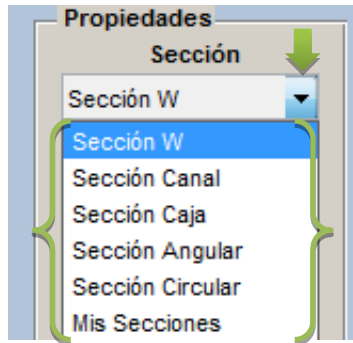 Propiedades
Sección
Sección W
Sección W
Sección Canal
Sección Caja
Sección Angular
Sección Circular
Mis Secciones